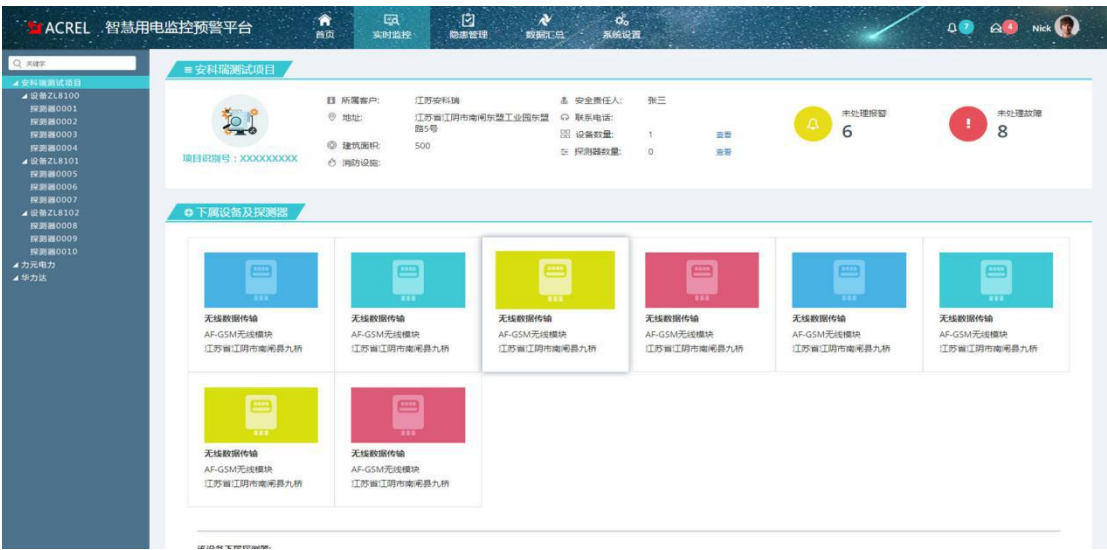 ACREL 智慧用电监控预警平台
首页
实时监控
隐患管理
数据汇总
系统设置
7
4
Nick
关键字
安科瑞测试项目
设备ZL8100
探测器0001
探测器0002
探测器0003
探测器0004
设备ZL8101
探测器0005
探测器0006
探测器0007
设备ZL8102
探测器0008
探测器0009
探测器0010
力元电力
华力达
安科瑞测试项目
项目识别号：XXXXXXXXX
所属客户: 江苏安科瑞
地址: 江苏省江阴市南闸东盟工业园东盟
路5号
建筑面积: 500
消防设施:
安全责任人: 张三
联系电话:
设备数量: 1 查看
探测器数量: 0 查看
未处理报警
6
未处理故障
8
下属设备及探测器
无线数据传输
AF-GSM无线模块
江苏省江阴市南闸县九桥
无线数据传输
AF-GSM无线模块
江苏省江阴市南闸县九桥
无线数据传输
AF-GSM无线模块
江苏省江阴市南闸县九桥
无线数据传输
AF-GSM无线模块
江苏省江阴市南闸县九桥
无线数据传输
AF-GSM无线模块
江苏省江阴市南闸县九桥
无线数据传输
AF-GSM无线模块
江苏省江阴市南闸县九桥
无线数据传输
AF-GSM无线模块
江苏省江阴市南闸县九桥
无线数据传输
AF-GSM无线模块
江苏省江阴市南闸县九桥